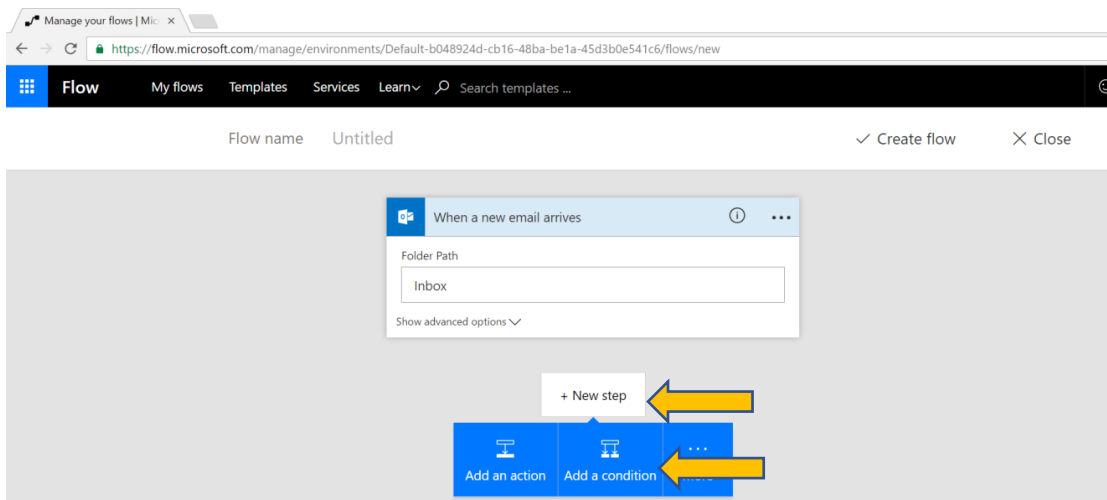 Manage your flows | Mic
https://flow.microsoft.com/manage/environments/Default-b048924d-cb16-48ba-be1a-45d3b0e541c6/flows/new
Flow My flows Templates Services Learn Search templates ...
Flow name Untitled Create flow Close
When a new email arrives
Folder Path
Inbox
Show advanced options
+ New step
Add an action Add a condition